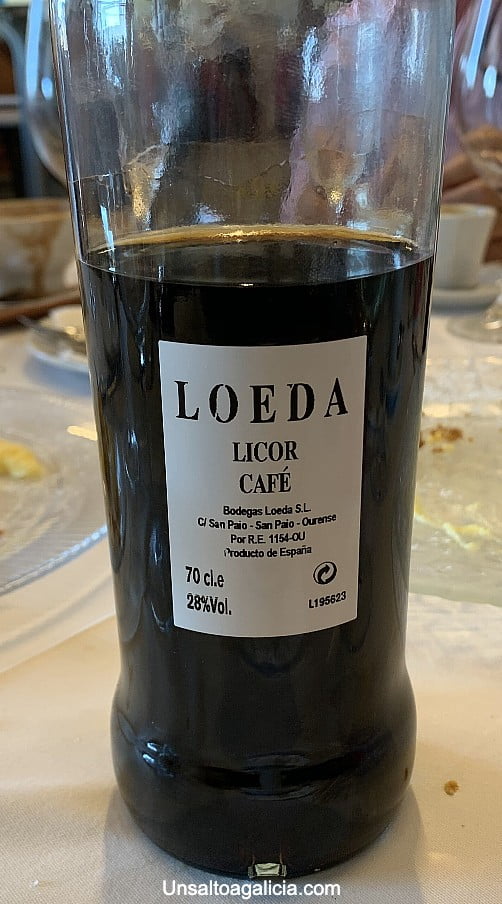 LOEDA
LICOR
CAFÉ
Bodegas Loeda S.L.
C/ San Paio - San Paio - Ourense
Por R.E. 1154-OU
Producto de España
70 cl.e
28%Vol.
L195623
Unsaltoagalicia.com